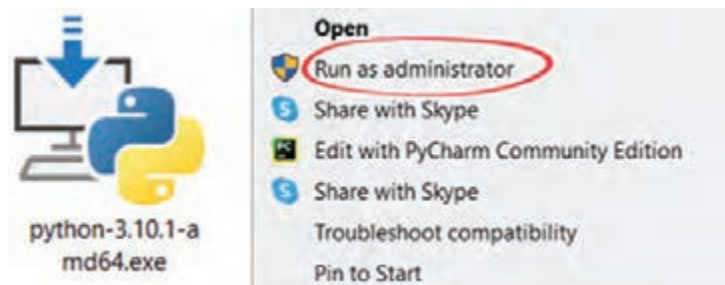 python-3.10.1-a
md64.exe
Open
Run as administrator
Share with Skype
Edit with PyCharm Community Edition
Share with Skype
Troubleshoot compatibility
Pin to Start